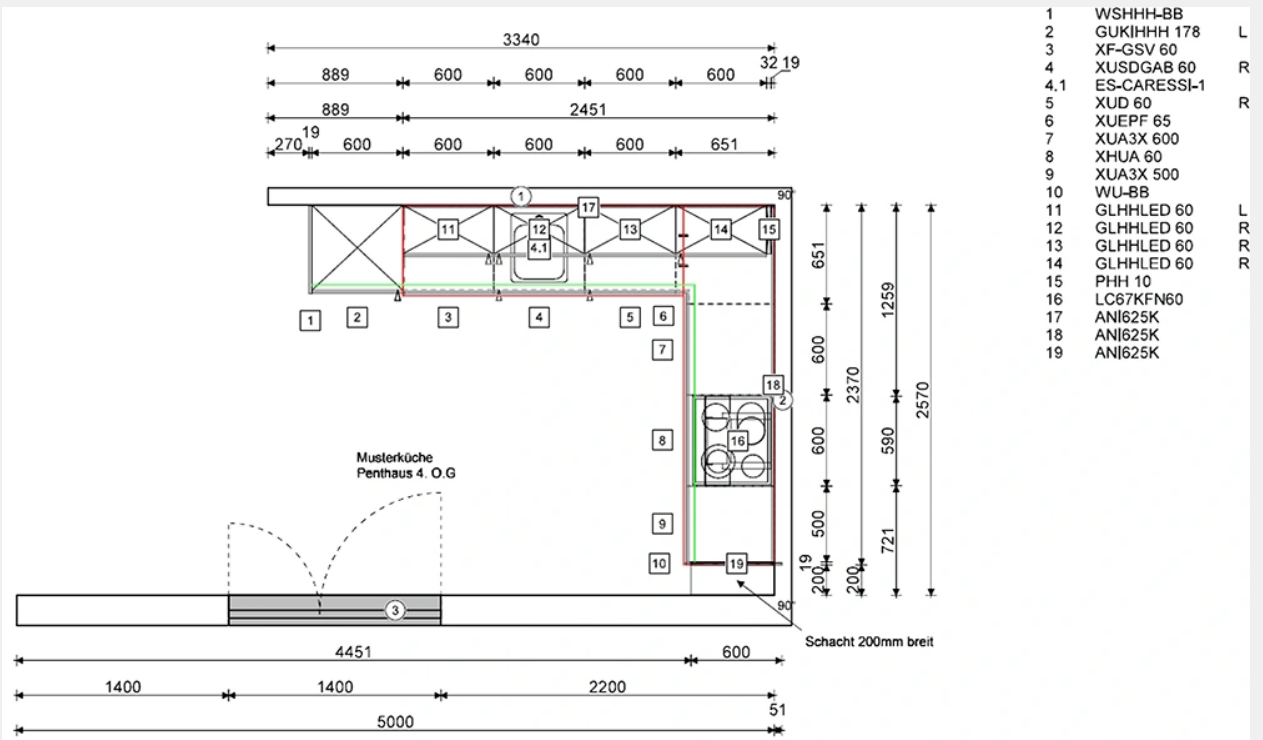 3340
889 600 600 600 600 32 19
889 2451
270 19 600 600 600 600 651
1 WSHHH-BB
2 GUKIHHH 178 L
3 XF-GSV 60
4 XUSDGAB 60 R
4.1 ES-CARESSI-1
5 XUD 60 R
6 XUEPF 65
7 XUA3X 600
8 XHUA 60
9 XUA3X 500
10 WU-BB
11 GLHHLED 60 L
12 GLHHLED 60 R
13 GLHHLED 60 R
14 GLHHLED 60 R
15 PHH 10
16 LC67KFN60
17 ANI625K
18 ANI625K
19 ANI625K
1 90°
17
11 12 13 14 15
4.1
1 2 3 4 5 6
7
18
2
8 16
9
10 19
651 600 600 500 19 200
2370 200
1259 590 721
2570
Musterküche
Penthaus 4. O.G
3
90°
Schacht 200mm breit
4451 600
1400 1400 2200
51
5000